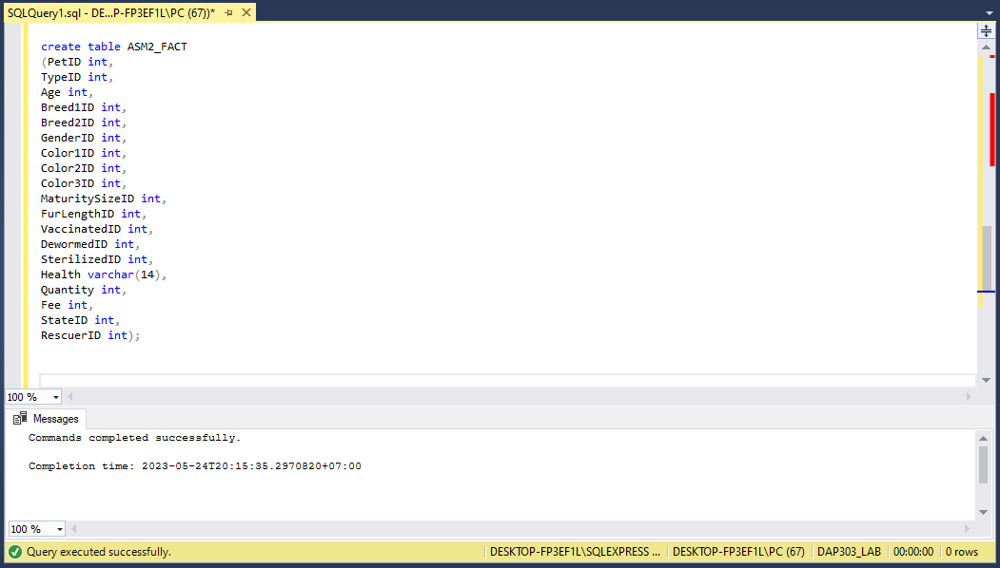 SQLQuery1.sql - DE...P-FP3EF1L\PC (67))*
create table ASM2_FACT
(PetID int,
TypeID int,
Age int,
Breed1ID int,
Breed2ID int,
GenderID int,
Color1ID int,
Color2ID int,
Color3ID int,
MaturitySizeID int,
FurLengthID int,
VaccinatedID int,
DewormedID int,
SterilizedID int,
Health varchar(14),
Quantity int,
Fee int,
StateID int,
RescuerID int);
100 %
Messages
Commands completed successfully.
Completion time: 2023-05-24T20:15:35.2970820+07:00
100 %
Query executed successfully. DESKTOP-FP3EF1L\SQLEXPRESS ... DESKTOP-FP3EF1L\PC (67) DAP303_LAB 00:00:00 0 rows